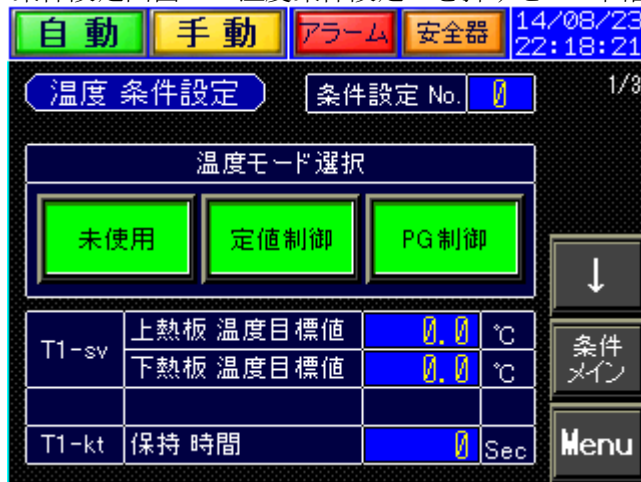 自動 手動 アラーム 安全器 14/08/23
22:18:21
温度 条件設定 条件設定 No. 0 1/3
温度モード選択
未使用 定値制御 PG制御
↓
T1-sv 上熱板 温度目標値 0.0 ℃
下熱板 温度目標値 0.0 ℃
条件
メイン
T1-kt 保持 時間 0 Sec
Menu